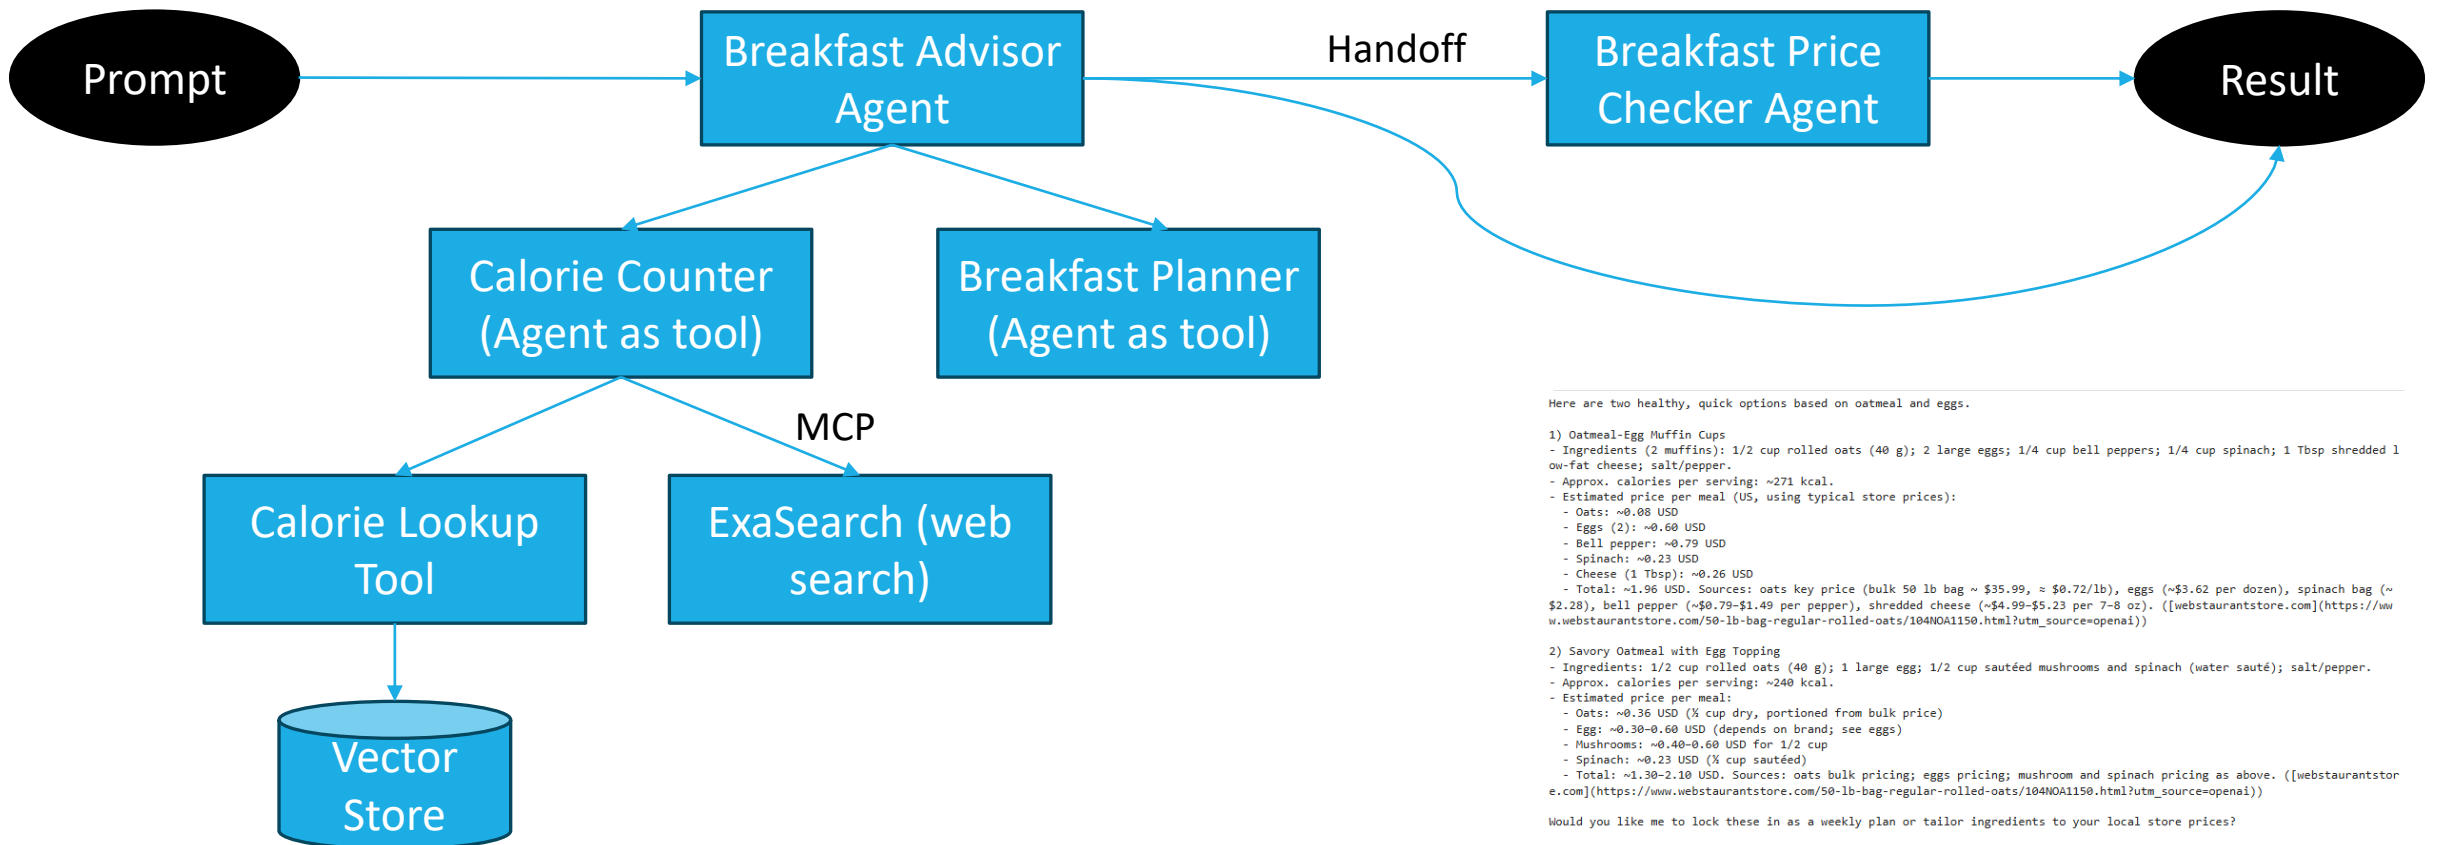 Prompt
Breakfast Advisor
Agent
Handoff
Breakfast Price
Checker Agent
Result
Calorie Counter
(Agent as tool)
Breakfast Planner
(Agent as tool)
MCP
Calorie Lookup
Tool
ExaSearch (web
search)
Vector
Store
Here are two healthy, quick options based on oatmeal and eggs.
1) Oatmeal-Egg Muffin Cups
- Ingredients (2 muffins): 1/2 cup rolled oats (40 g); 2 large eggs; 1/4 cup bell peppers; 1/4 cup spinach; 1 Tbsp shredded l
ow-fat cheese; salt/pepper.
- Approx. calories per serving: ~271 kcal.
- Estimated price per meal (US, using typical store prices):
- Oats: ~0.08 USD
- Eggs (2): ~0.60 USD
- Bell pepper: ~0.79 USD
- Spinach: ~0.23 USD
- Cheese (1 Tbsp): ~0.26 USD
- Total: ~1.96 USD. Sources: oats key price (bulk 50 lb bag ~ $35.99, ≈ $0.72/lb), eggs (~$3.62 per dozen), spinach bag (~
$2.28), bell pepper (~$0.79–$1.49 per pepper), shredded cheese (~$4.99–$5.23 per 7–8 oz). ([webstaurantstore.com](https://ww
w.webstaurantstore.com/50-lb-bag-regular-rolled-oats/104NOA1150.html?utm_source=openai))
2) Savory Oatmeal with Egg Topping
- Ingredients: 1/2 cup rolled oats (40 g); 1 large egg; 1/2 cup sautéed mushrooms and spinach (water sauté); salt/pepper.
- Approx. calories per serving: ~240 kcal.
- Estimated price per meal:
- Oats: ~0.36 USD (½ cup dry, portioned from bulk price)
- Egg: ~0.30–0.60 USD (depends on brand; see eggs)
- Mushrooms: ~0.40–0.60 USD for 1/2 cup
- Spinach: ~0.23 USD (cup sautéed)
- Total: ~1.30–2.10 USD. Sources: oats bulk pricing; eggs pricing; mushroom and spinach pricing as above. ([webstaurantstor
e.com](https://www.webstaurantstore.com/50-lb-bag-regular-rolled-oats/104NOA1150.html?utm_source=openai))
Would you like me to lock these in as a weekly plan or tailor ingredients to your local store prices?